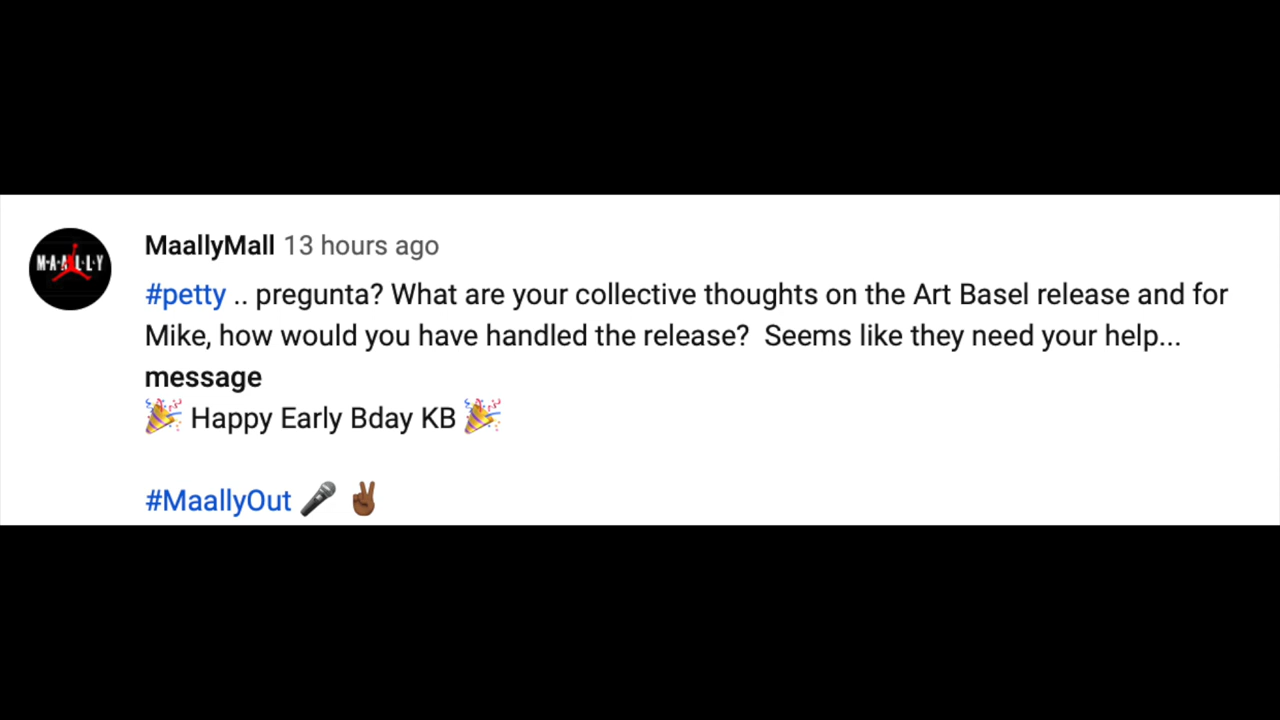 MAALLY
MaallyMall 13 hours ago
#petty .. pregunta? What are your collective thoughts on the Art Basel release and for
Mike, how would you have handled the release?  Seems like they need your help...
message
🎉 Happy Early Bday KB 🎉
#MaallyOut 🎤 ✌🏾